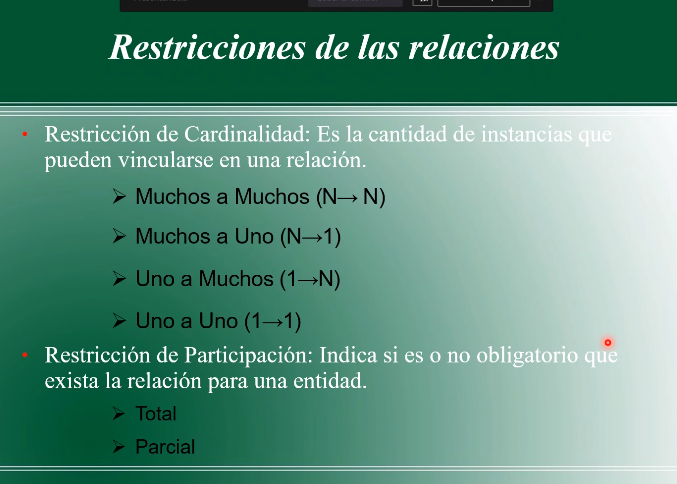 Restricciones de las relaciones
• Restricción de Cardinalidad: Es la cantidad de instancias que
pueden vincularse en una relación.
➢ Muchos a Muchos (N→ N)
➢ Muchos a Uno (N→1)
➢ Uno a Muchos (1→N)
➢ Uno a Uno (1→1)
• Restricción de Participación: Indica si es o no obligatorio que
exista la relación para una entidad.
➢ Total
➢ Parcial